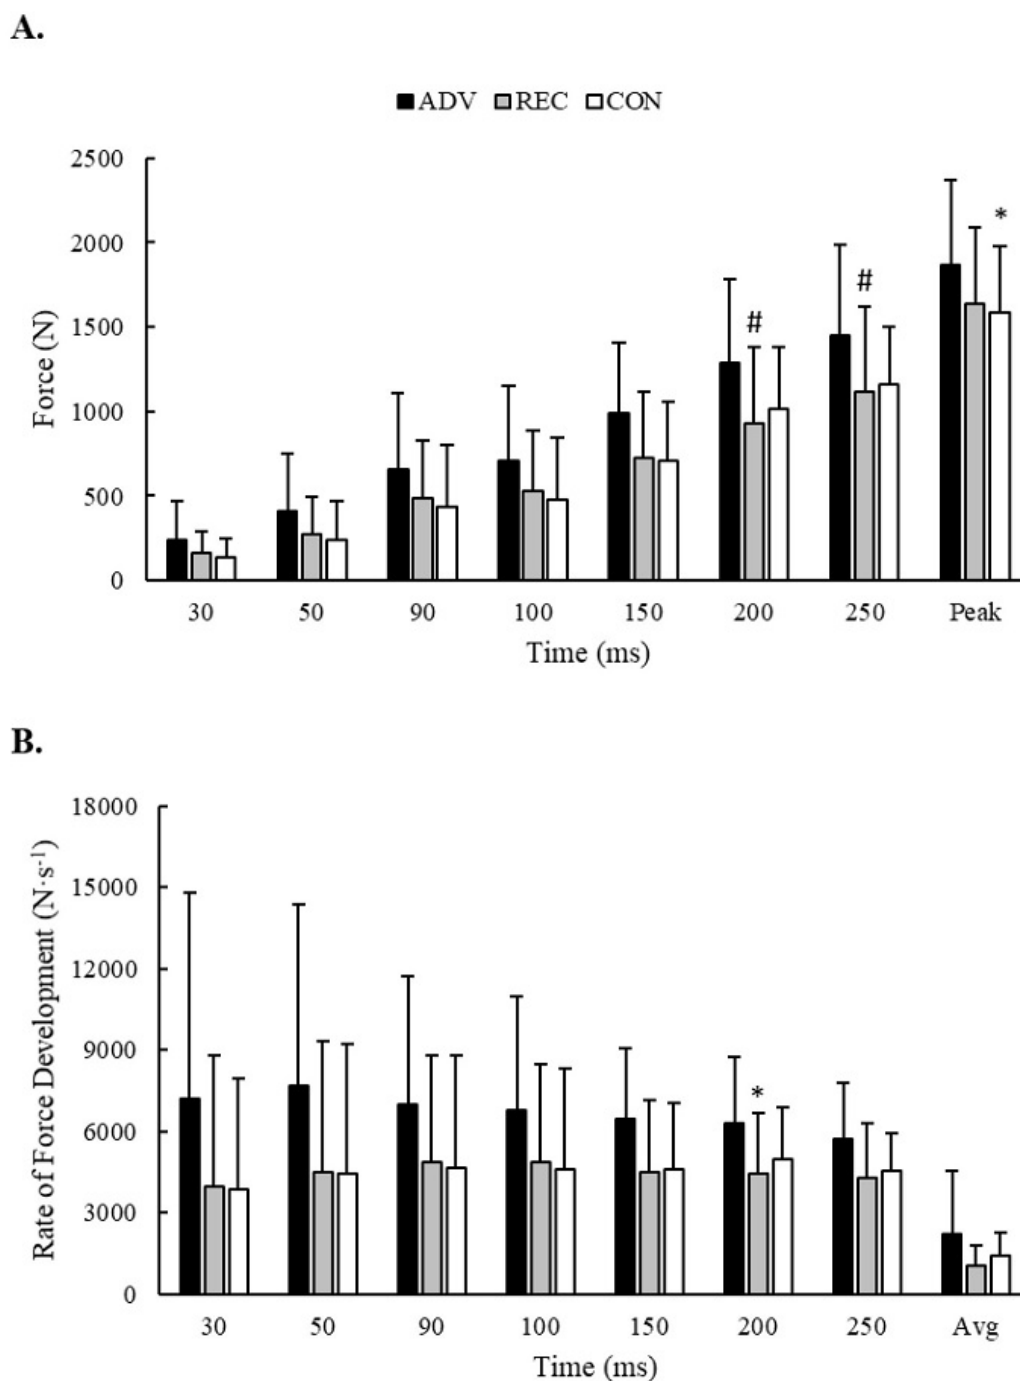 A.
ADV REC CON
2500
2000
1500
1000
500
0
Force (N)
*
#
#
30 50 90 100 150 200 250 Peak
Time (ms)
B.
18000
15000
12000
9000
6000
3000
0
Rate of Force Development (N·s⁻¹)
*
30 50 90 100 150 200 250 Avg
Time (ms)